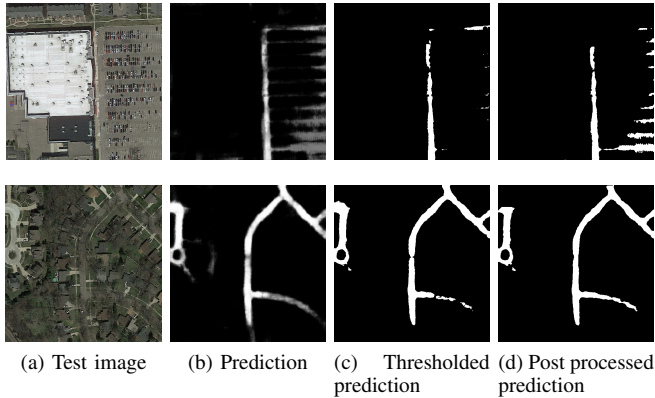 (a) Test image
(b) Prediction
(c) Thresholded
prediction
(d) Post processed
prediction